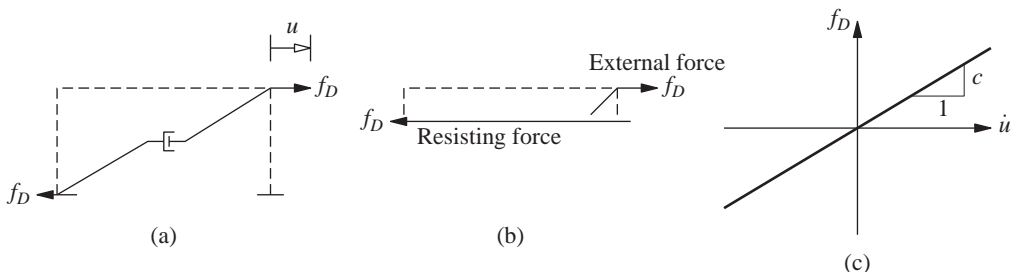 u
f_D
f_D
(a)
External force
f_D
f_D
Resisting force
(b)
f_D
c
1
u̇
(c)